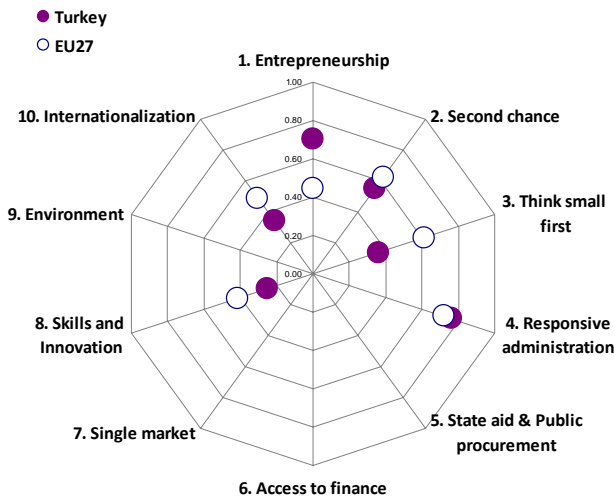 Turkey
EU27
1. Entrepreneurship
1.00
10. Internationalization
2. Second chance
0.80
0.60
0.40
9. Environment
3. Think small
first
0.20
0.00
8. Skills and
Innovation
4. Responsive
administration
7. Single market
5. State aid & Public
procurement
6. Access to finance